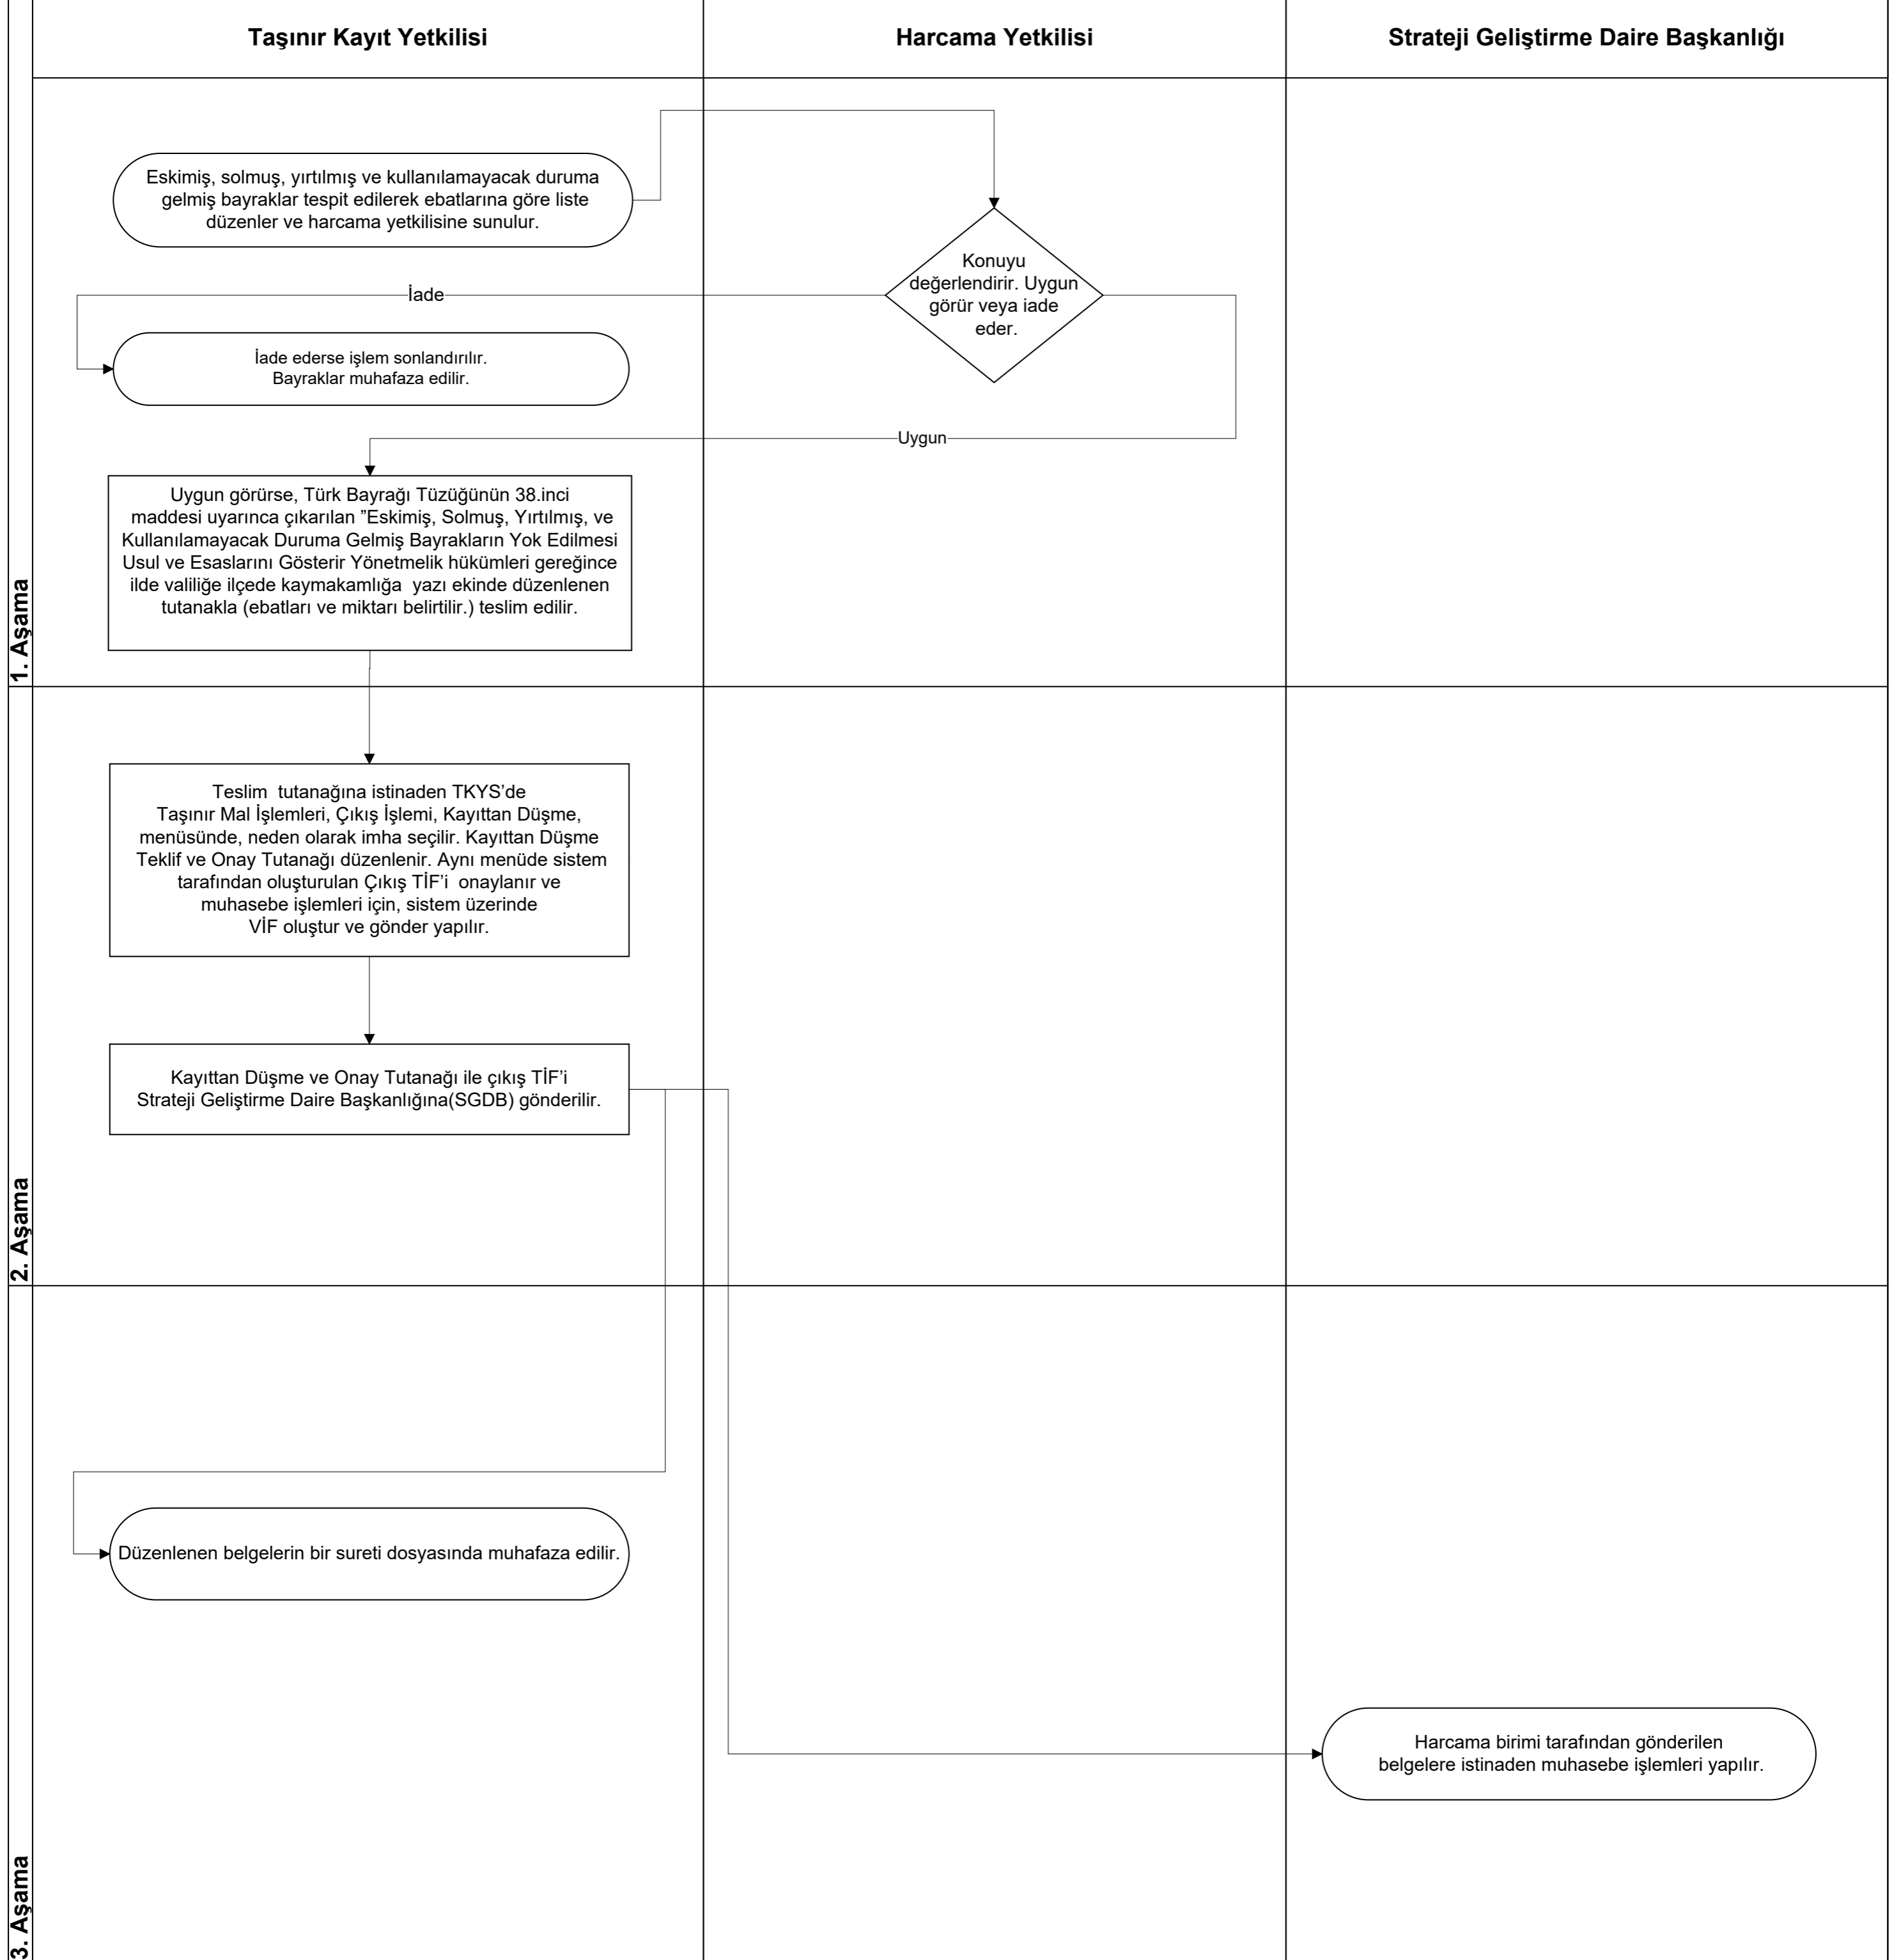 Taşınır Kayıt Yetkilisi
Harcama Yetkilisi
Strateji Geliştirme Daire Başkanlığı
1. Aşama
Eskimiş, solmuş, yırtılmış ve kullanılamayacak duruma
gelmiş bayraklar tespit edilerek ebatlarına göre liste
düzenler ve harcama yetkilisine sunulur.
Konuyu
değerlendirir. Uygun
görür veya iade
eder.
İade
İade ederse işlem sonlandırılır.
Bayraklar muhafaza edilir.
Uygun
Uygun görürse, Türk Bayrağı Tüzüğünün 38.inci
maddesi uyarınca çıkarılan ”Eskimiş, Solmuş, Yırtılmış, ve
Kullanılamayacak Duruma Gelmiş Bayrakların Yok Edilmesi
Usul ve Esaslarını Gösterir Yönetmelik hükümleri gereğince
ilde valiliğe ilçede kaymakamlığa  yazı ekinde düzenlenen
tutanakla (ebatları ve miktarı belirtilir.) teslim edilir.
2. Aşama
Teslim  tutanağına istinaden TKYS’de
Taşınır Mal İşlemleri, Çıkış İşlemi, Kayıttan Düşme,
menüsünde, neden olarak imha seçilir. Kayıttan Düşme
Teklif ve Onay Tutanağı düzenlenir. Aynı menüde sistem
tarafından oluşturulan Çıkış TİF’i  onaylanır ve
muhasebe işlemleri için, sistem üzerinde
VİF oluştur ve gönder yapılır.
Kayıttan Düşme ve Onay Tutanağı ile çıkış TİF’i
Strateji Geliştirme Daire Başkanlığına(SGDB) gönderilir.
3. Aşama
Düzenlenen belgelerin bir sureti dosyasında muhafaza edilir.
Harcama birimi tarafından gönderilen
belgelere istinaden muhasebe işlemleri yapılır.